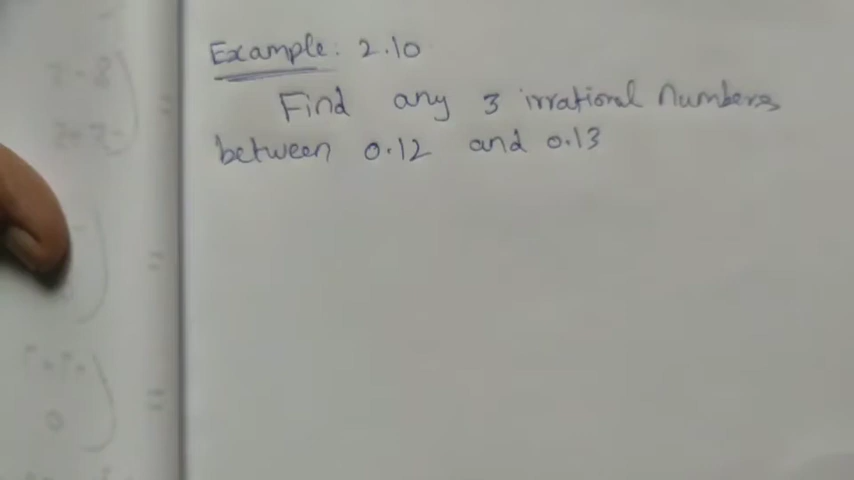 Example: 2.10
Find any 3 irrational numbers
between 0.12 and 0.13